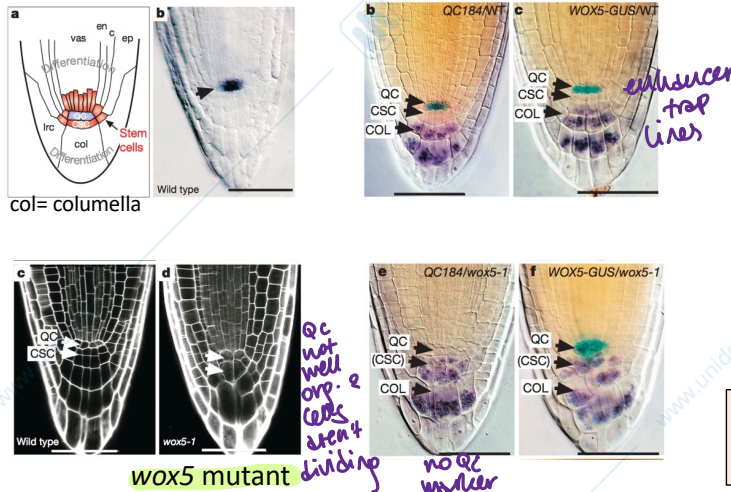 a
vas
en
c
ep
Differentiation
QC
CSC
lrc
col
Stem
cells
Differentiation
col= columella
b
Wild type
b
QC184/WT
QC
CSC
COL
c
WOX5-GUS/WT
QC
CSC
COL
enhancer
trap
lines
c
QC
CSC
Wild type
d
wox5-1
wox5 mutant
QC
not
well
org. &
cells
aren't
dividing
e
QC184/wox5-1
QC
(CSC)
COL
no QC
marker
f
WOX5-GUS/wox5-1
QC
(CSC)
COL